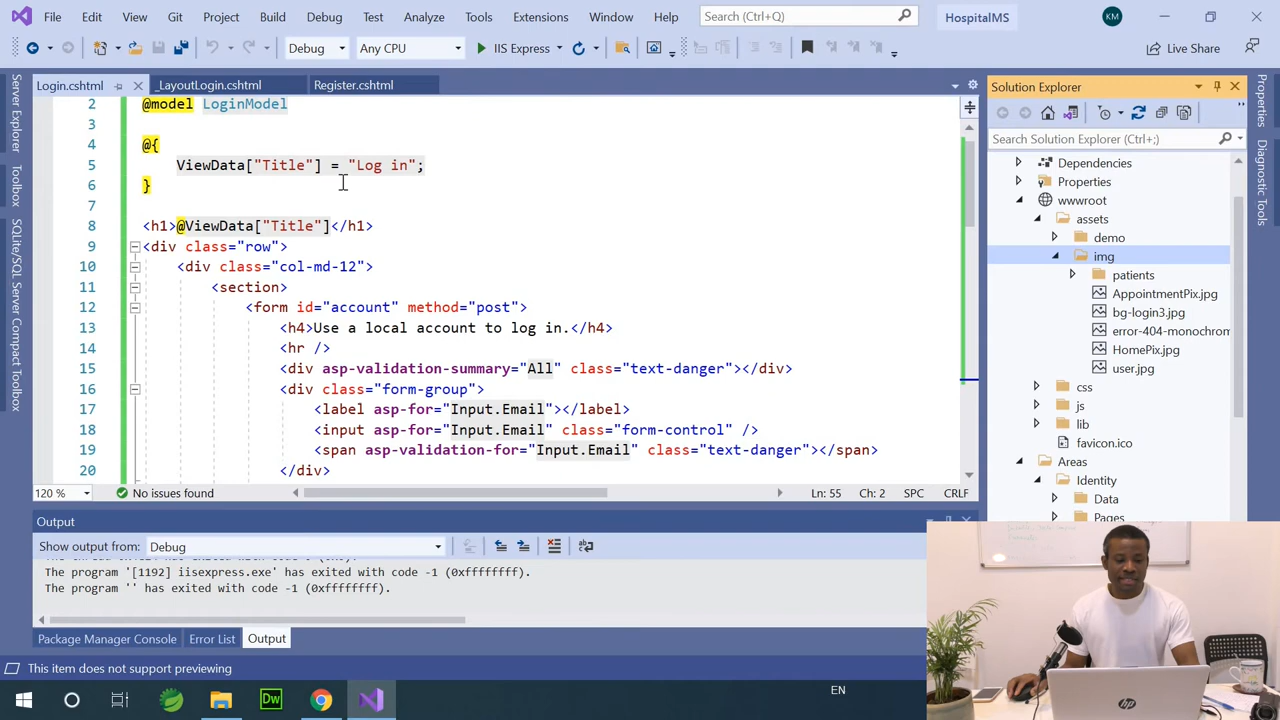 File Edit View Git Project Build Debug Test Analyze Tools Extensions Window Help Search (Ctrl+Q) HospitalMS KM
Debug Any CPU IIS Express Live Share
Login.cshtml _LayoutLogin.cshtml Register.cshtml
Server Explorer
Toolbox
SQLite/SQL Server Compact Toolbox
2 @model LoginModel
3
4 @{
5 ViewData["Title"] = "Log in";
6 }
7
8 <h1>@ViewData["Title"]</h1>
9 <div class="row">
10 <div class="col-md-12">
11 <section>
12 <form id="account" method="post">
13 <h4>Use a local account to log in.</h4>
14 <hr />
15 <div asp-validation-summary="All" class="text-danger"></div>
16 <div class="form-group">
17 <label asp-for="Input.Email"></label>
18 <input asp-for="Input.Email" class="form-control" />
19 <span asp-validation-for="Input.Email" class="text-danger"></span>
20 </div>
120 % No issues found Ln: 55 Ch: 2 SPC CRLF
Solution Explorer
Search Solution Explorer (Ctrl+;)
Dependencies
Properties
wwwroot
assets
demo
img
patients
AppointmentPix.jpg
bg-login3.jpg
error-404-monochrom
HomePix.jpg
user.jpg
css
js
lib
favicon.ico
Areas
Identity
Data
Pages
Properties
Diagnostic Tools
Output
Show output from: Debug
The program '[1192] iisexpress.exe' has exited with code -1 (0xffffffff).
The program '' has exited with code -1 (0xffffffff).
Package Manager Console Error List Output
This item does not support previewing
Dw
EN
hp